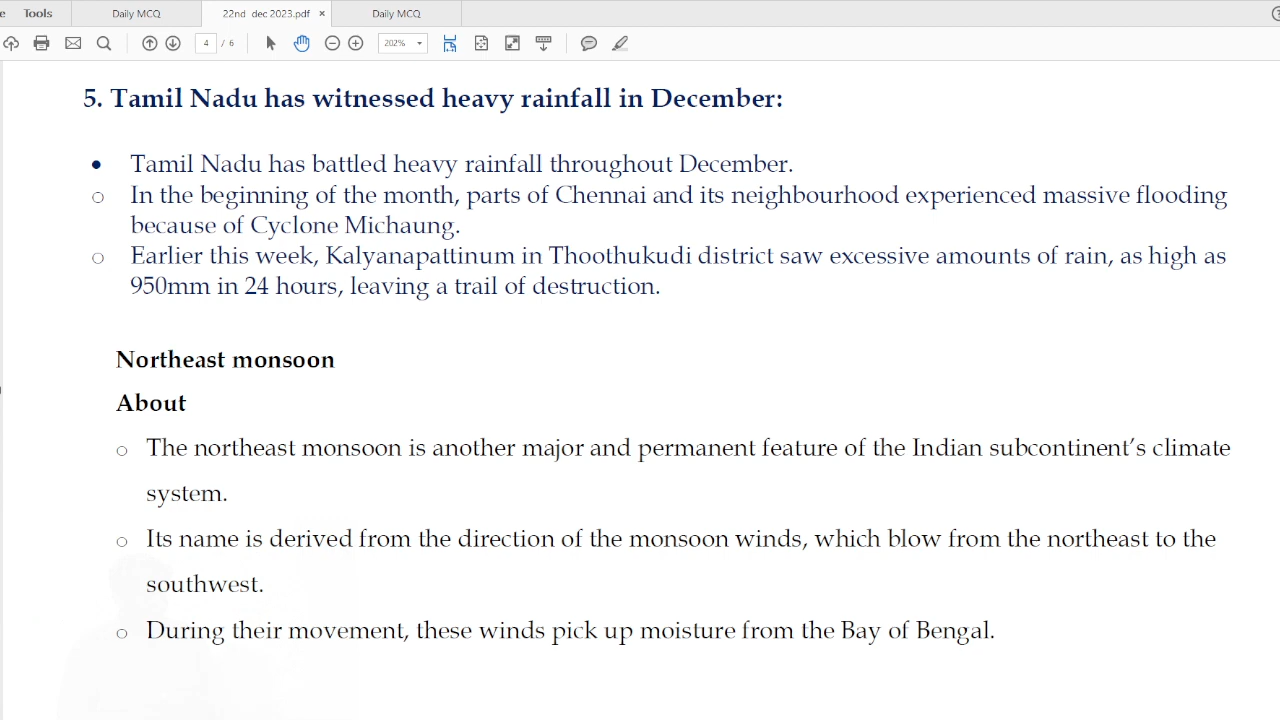 Tools Daily MCQ 22nd dec 2023.pdf × Daily MCQ
4 / 6 202%
5. Tamil Nadu has witnessed heavy rainfall in December:
• Tamil Nadu has battled heavy rainfall throughout December.
○ In the beginning of the month, parts of Chennai and its neighbourhood experienced massive flooding
because of Cyclone Michaung.
○ Earlier this week, Kalyanapattinum in Thoothukudi district saw excessive amounts of rain, as high as
950mm in 24 hours, leaving a trail of destruction.
Northeast monsoon
About
○ The northeast monsoon is another major and permanent feature of the Indian subcontinent’s climate
system.
○ Its name is derived from the direction of the monsoon winds, which blow from the northeast to the
southwest.
○ During their movement, these winds pick up moisture from the Bay of Bengal.